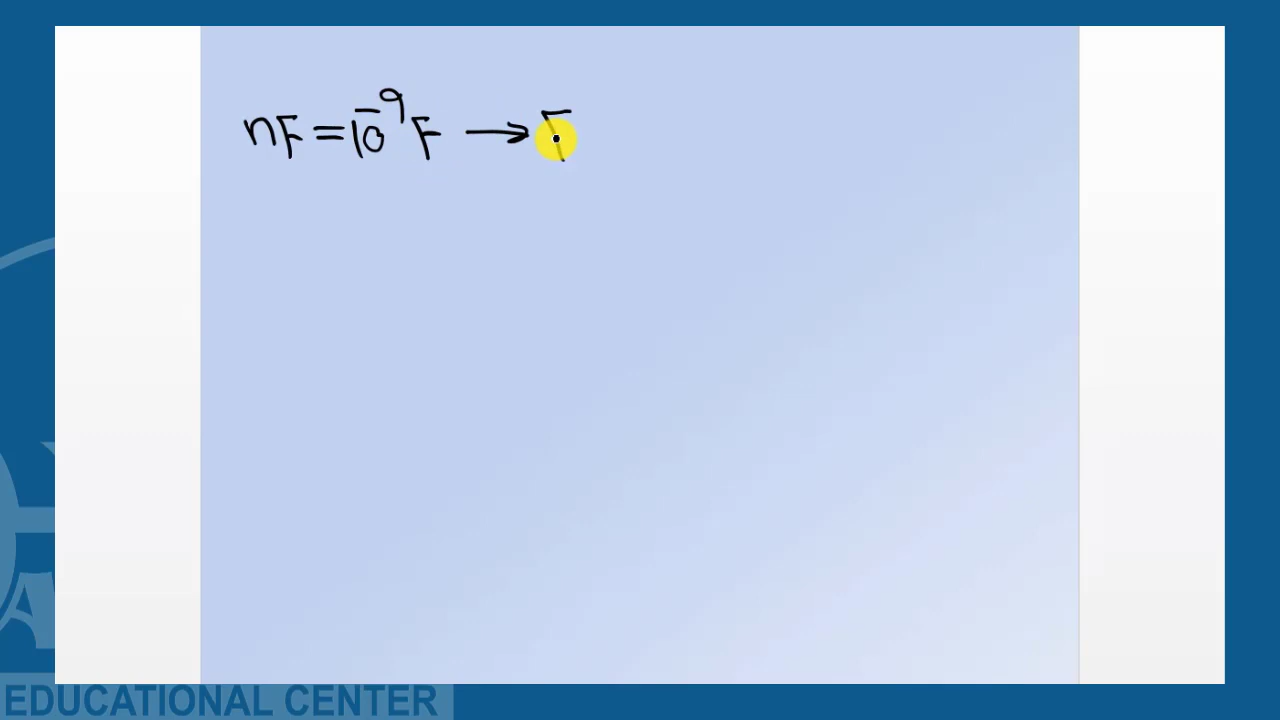 nF = 10⁻⁹ F → F
EDUCATIONAL CENTER